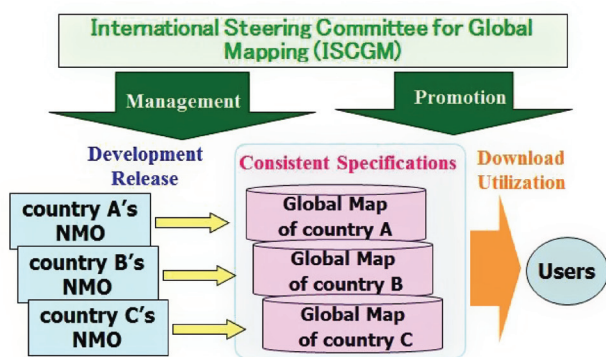 International Steering Committee for Global
Mapping (ISCGM)
Management
Promotion
Development
Release
Consistent Specifications
Download
Utilization
country A's
NMO
Global Map
of country A
country B's
NMO
Global Map
of country B
Users
country C's
NMO
Global Map
of country C